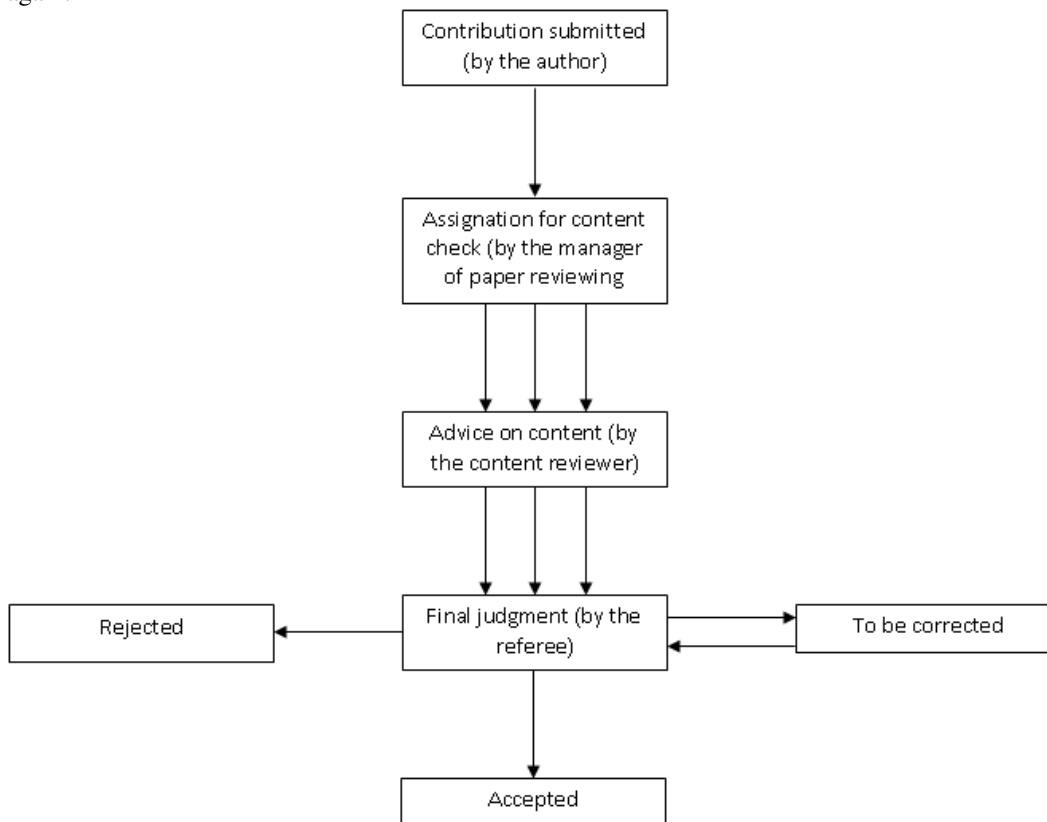 Contribution submitted
(by the author)
Assignation for content
check (by the manager
of paper reviewing
Advice on content (by
the content reviewer)
Rejected
Final judgment (by the
referee)
To be corrected
Accepted